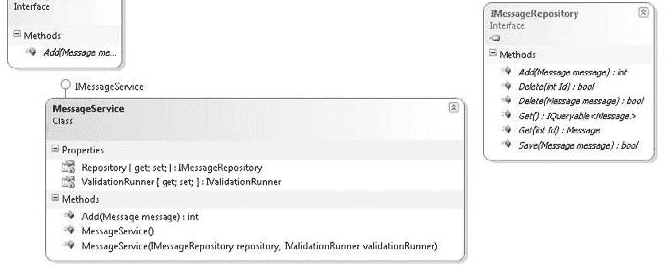 Interface
Methods
Add(Message me...
IMessageService
MessageService
Class
Properties
Repository { get; set; } : IMessageRepository
ValidationRunner { get; set; } : IValidationRunner
Methods
Add(Message message) : int
MessageService()
MessageService(IMessageRepository repository, IValidationRunner validationRunner)
IMessageRepository
Interface
Methods
Add(Message message) : int
Delete(int Id) : bool
Delete(Message message) : bool
Get() : IQueryable<Message>
Get(int Id) : Message
Save(Message message) : bool